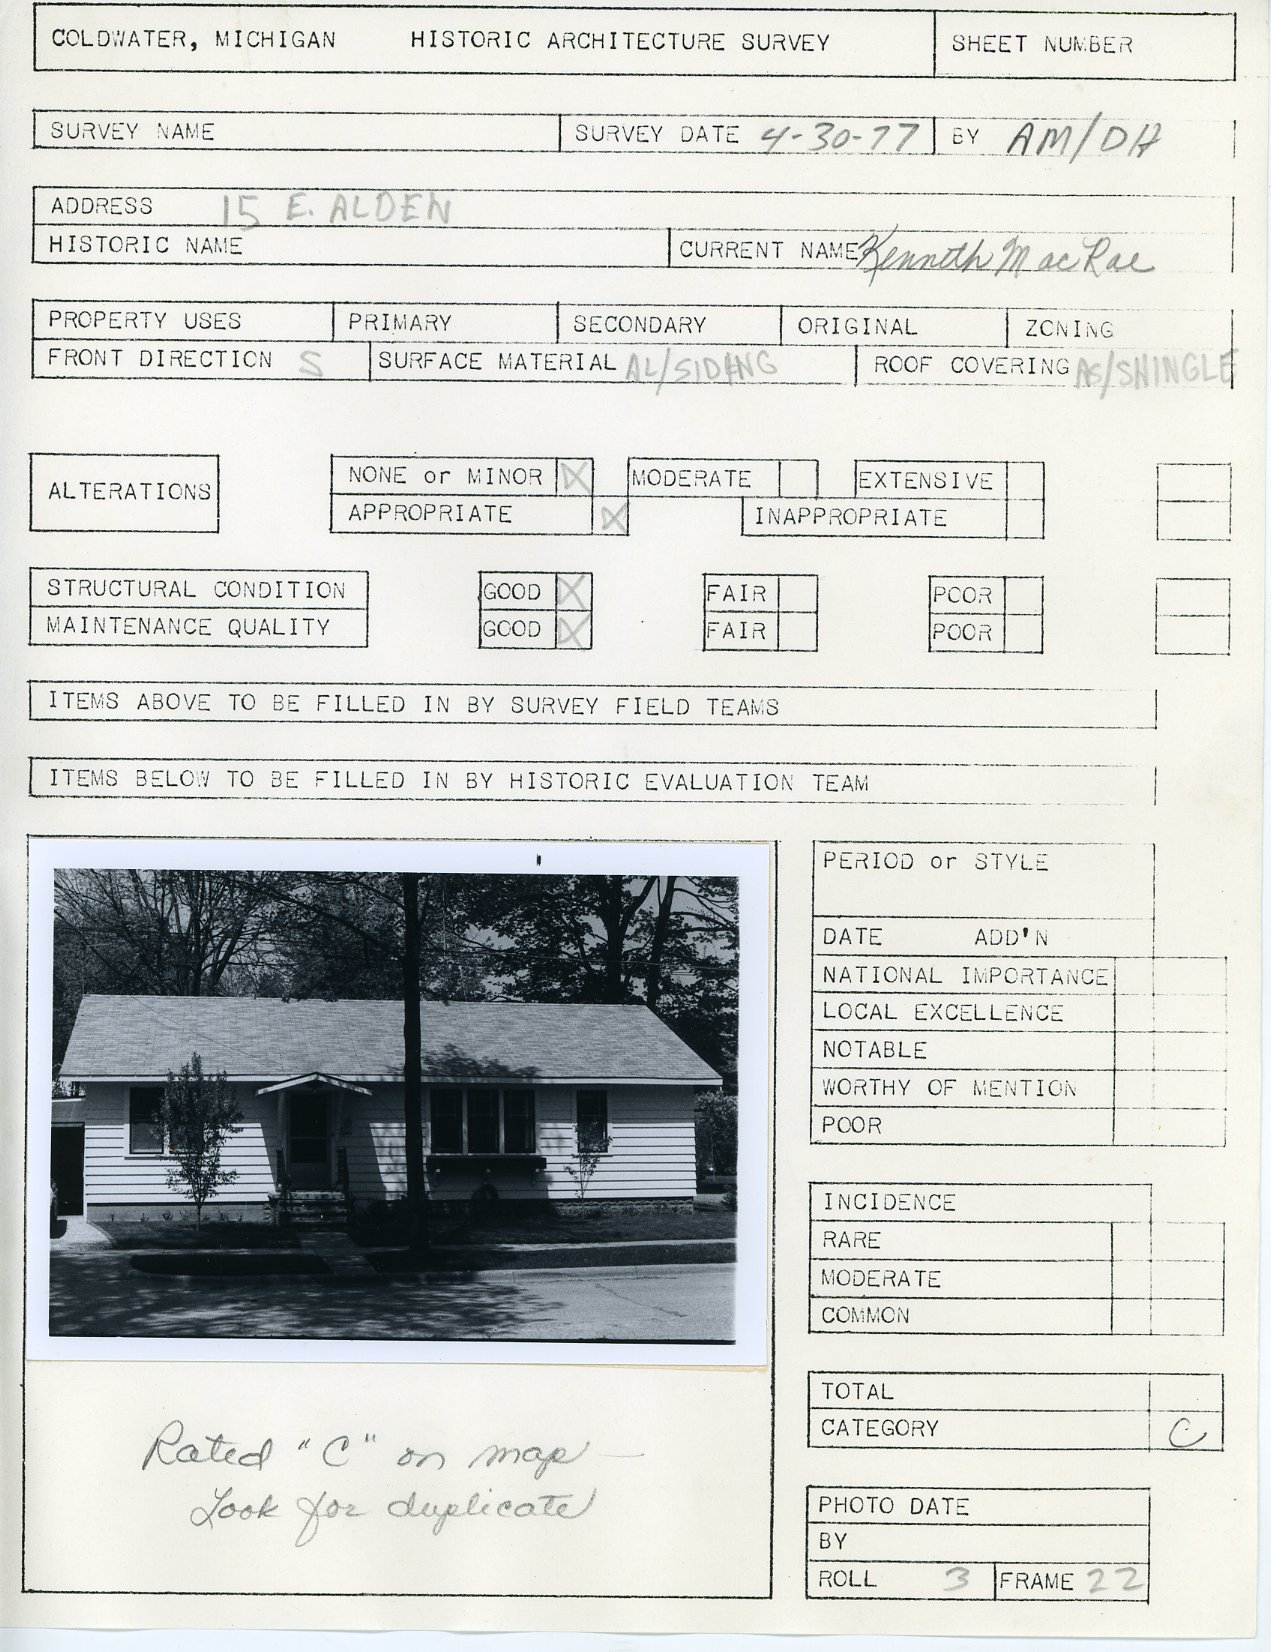 COLDWATER, MICHIGAN HISTORIC ARCHITECTURE SURVEY SHEET NUMBER
SURVEY NAME SURVEY DATE 4-30-77 BY AM/DH
ADDRESS 15 E. ALDEN
HISTORIC NAME CURRENT NAME Kenneth MacRae
PROPERTY USES PRIMARY SECONDARY ORIGINAL ZONING
FRONT DIRECTION S SURFACE MATERIAL AL/SIDING ROOF COVERING AS/SHINGLE
ALTERATIONS NONE or MINOR X MODERATE EXTENSIVE
APPROPRIATE X INAPPROPRIATE
STRUCTURAL CONDITION GOOD X FAIR POOR
MAINTENANCE QUALITY GOOD X FAIR POOR
ITEMS ABOVE TO BE FILLED IN BY SURVEY FIELD TEAMS
ITEMS BELOW TO BE FILLED IN BY HISTORIC EVALUATION TEAM
PERIOD or STYLE
DATE ADD'N
NATIONAL IMPORTANCE
LOCAL EXCELLENCE
NOTABLE
WORTHY OF MENTION
POOR
INCIDENCE
RARE
MODERATE
COMMON
TOTAL
CATEGORY C
Rated "C" on map —
Look for duplicate
PHOTO DATE
BY
ROLL 3 FRAME 22